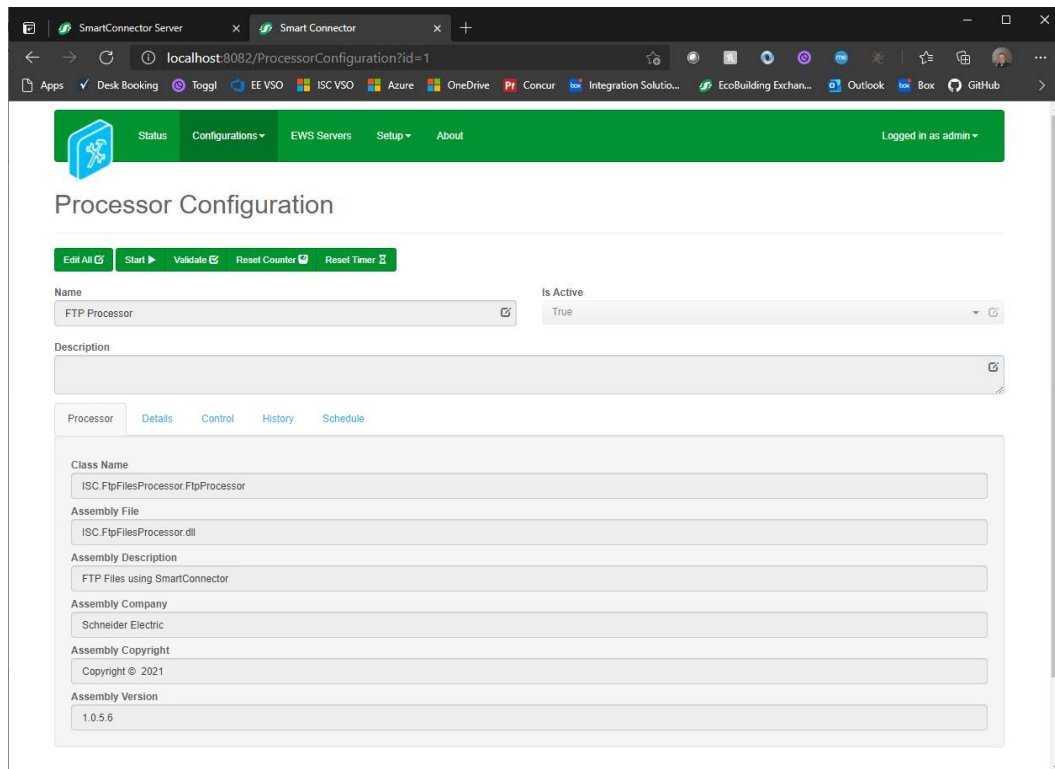 SmartConnector Server
Smart Connector
localhost:8082/ProcessorConfiguration?id=1
Apps Desk Booking Toggl EE VSO ISC VSO Azure OneDrive Concur Integration Solutio... EcoBuilding Exchan... Outlook Box GitHub
Status Configurations EWS Servers Setup About Logged in as admin
Processor Configuration
Edit All Start Validate Reset Counter Reset Timer
Name Is Active
FTP Processor True
Description
Processor Details Control History Schedule
Class Name
ISC.FtpFilesProcessor.FtpProcessor
Assembly File
ISC.FtpFilesProcessor.dll
Assembly Description
FTP Files using SmartConnector
Assembly Company
Schneider Electric
Assembly Copyright
Copyright © 2021
Assembly Version
1.0.5.6